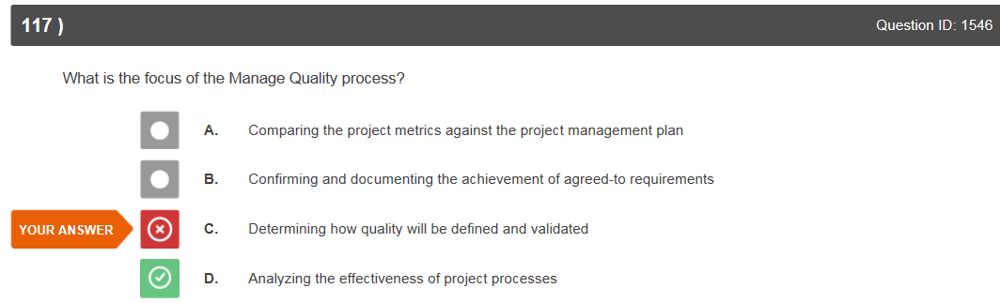 117 ) Question ID: 1546
What is the focus of the Manage Quality process?
A. Comparing the project metrics against the project management plan
B. Confirming and documenting the achievement of agreed-to requirements
YOUR ANSWER C. Determining how quality will be defined and validated
D. Analyzing the effectiveness of project processes